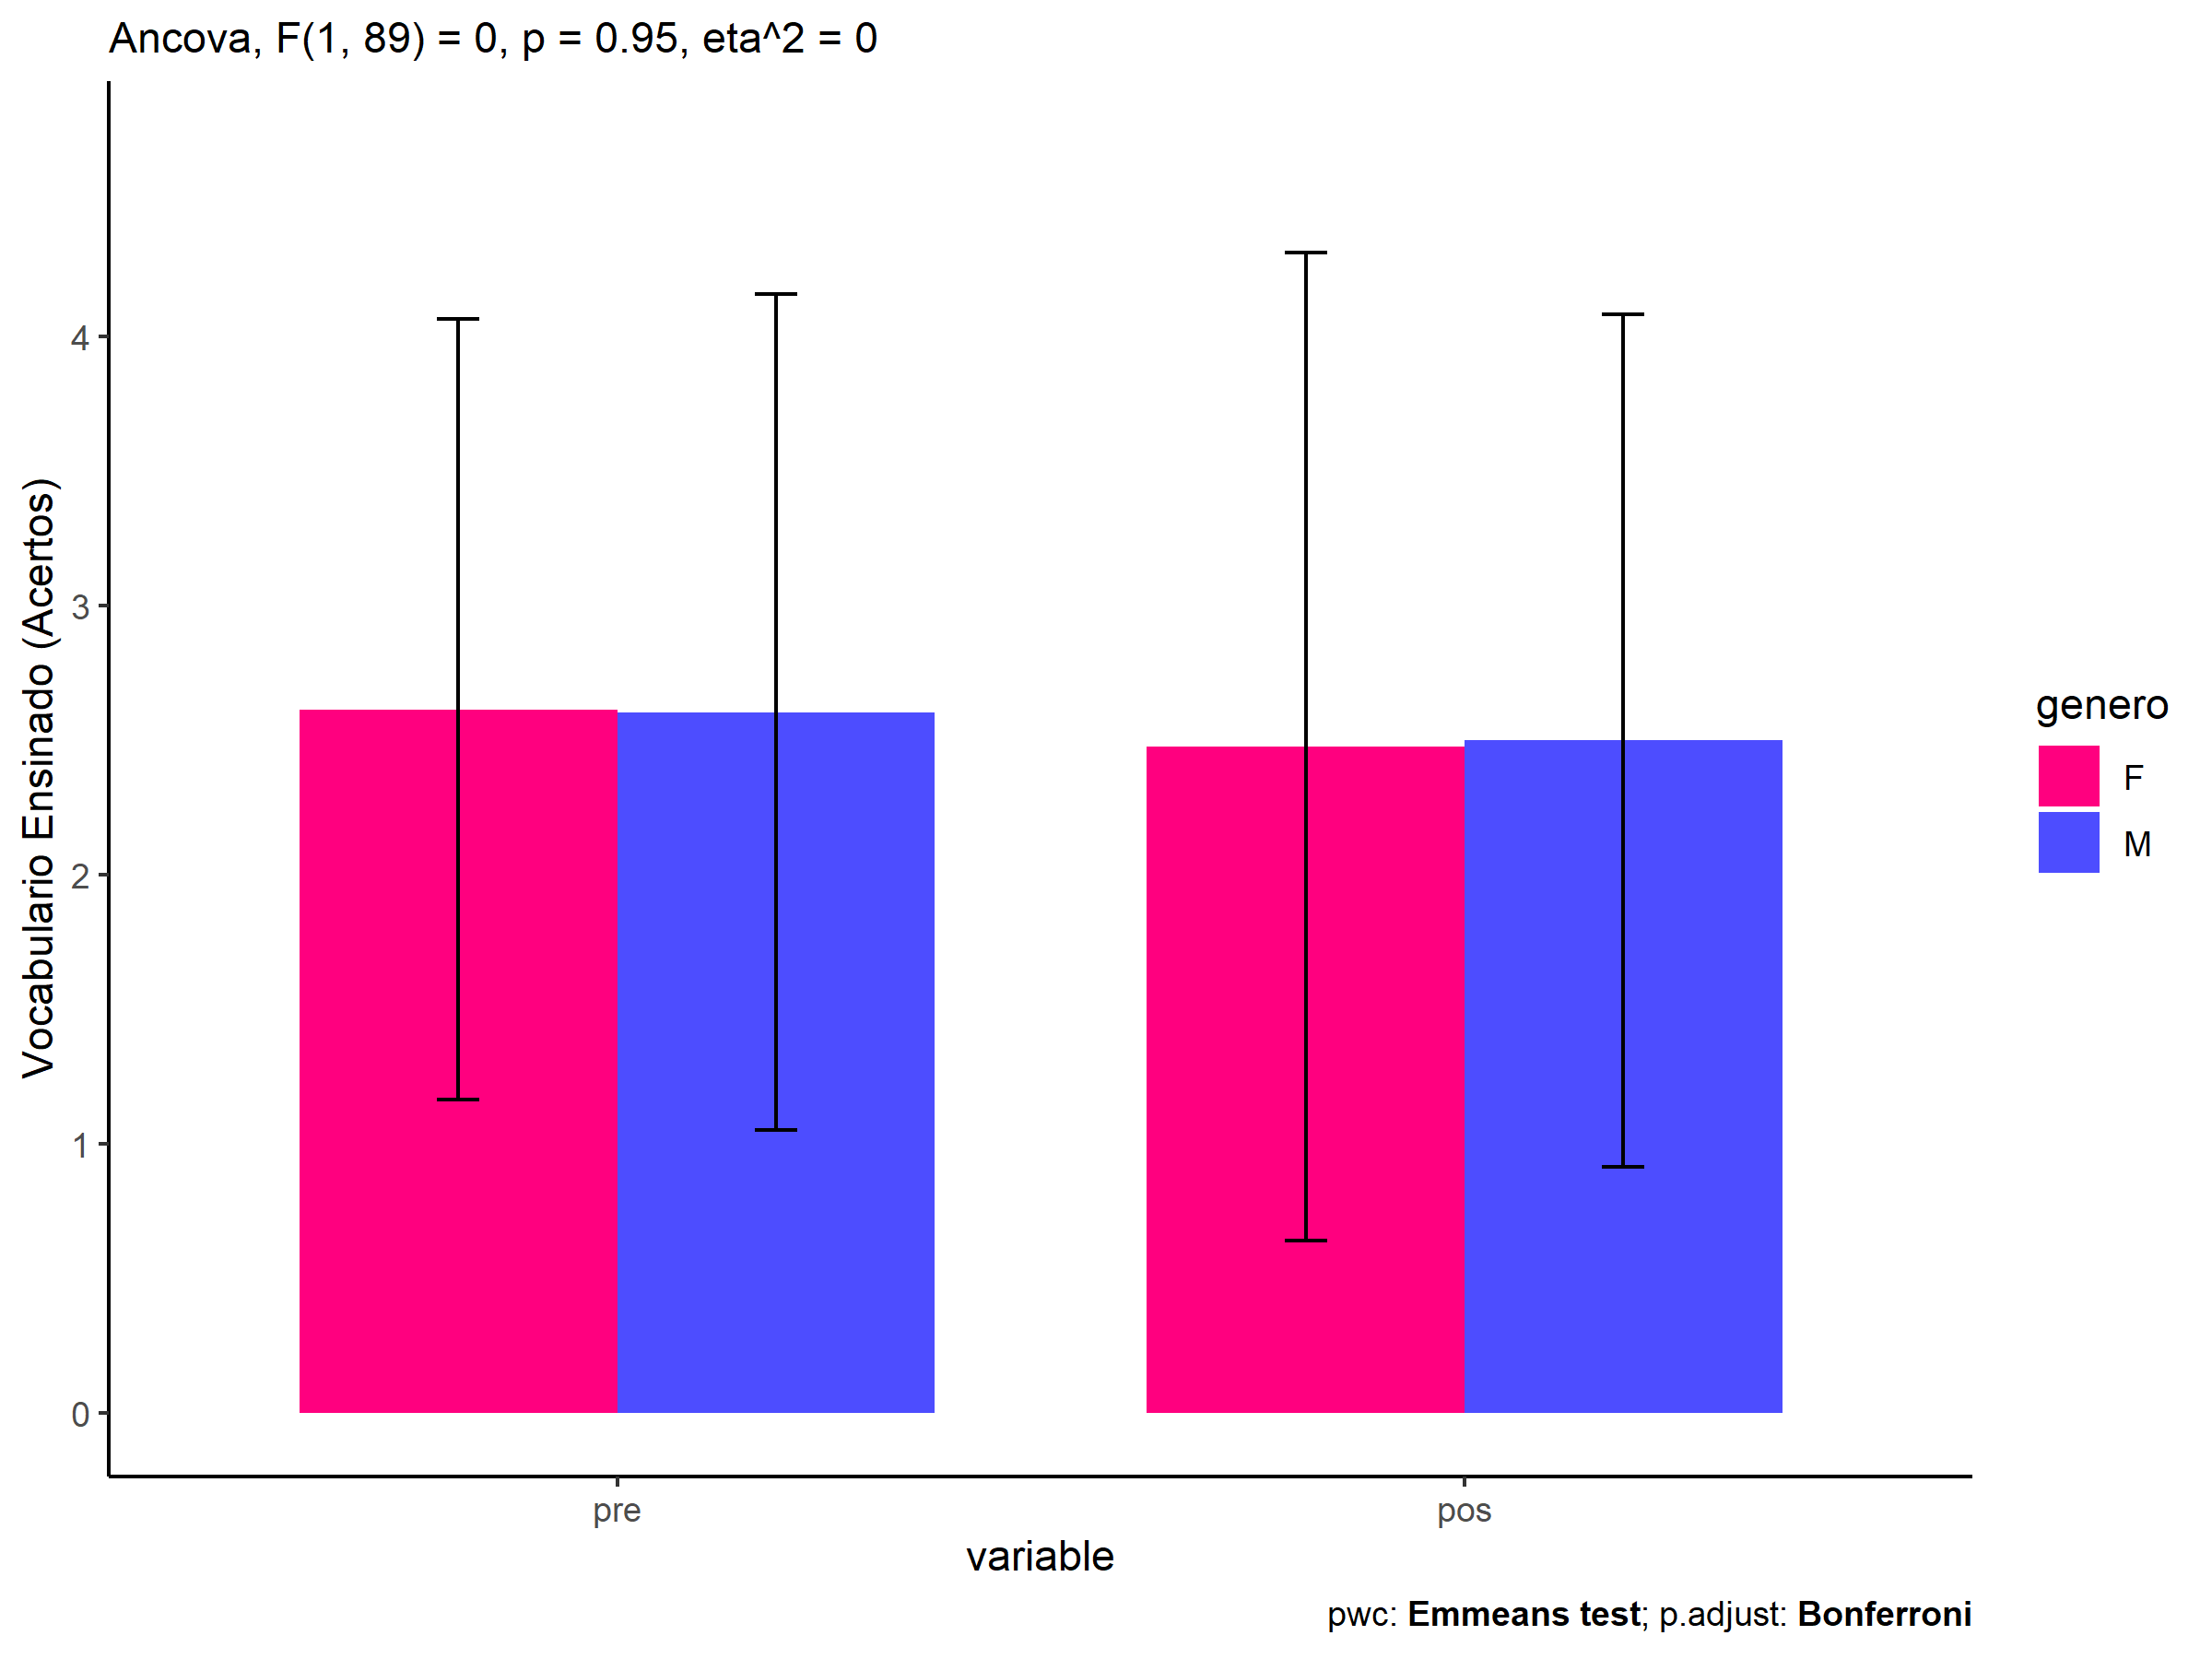 Ancova, F(1, 89) = 0, p = 0.95, eta^2 = 0
Vocabulario Ensinado (Acertos)
4
3
2
1
0
pre
pos
variable
genero
F
M
pwc: Emmeans test; p.adjust: Bonferroni